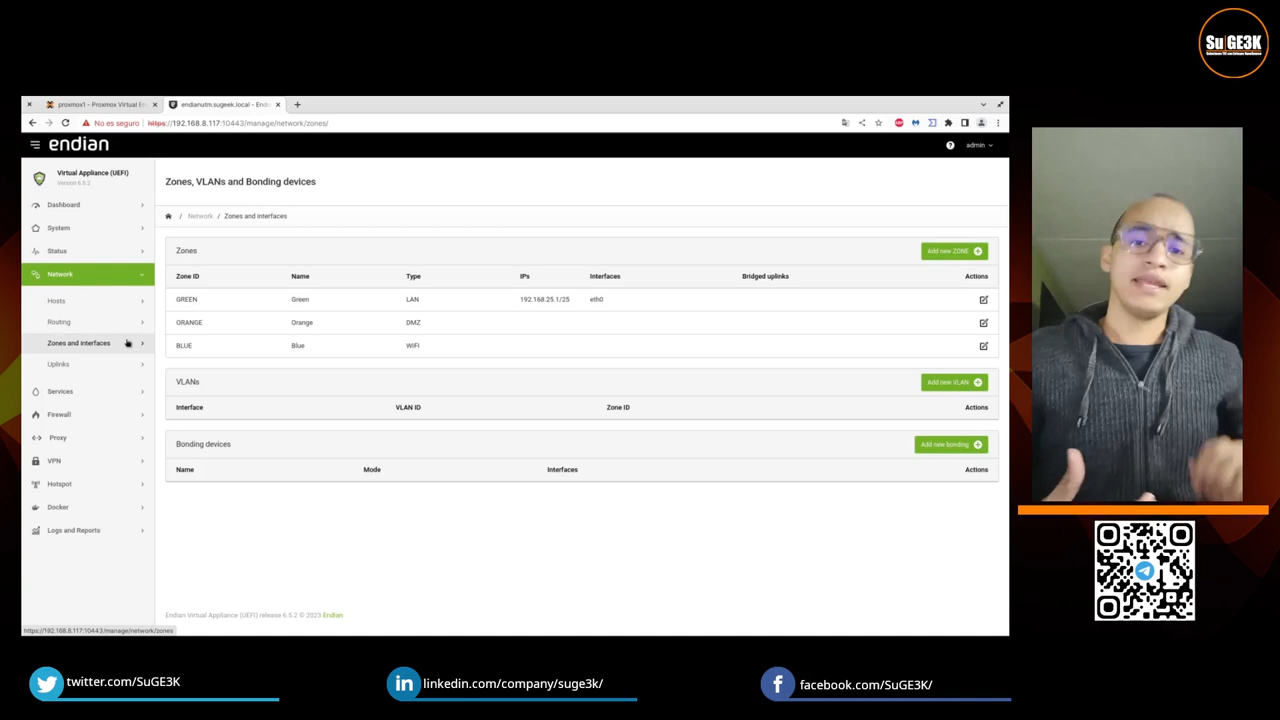 Su GE3K
proxmox1 - Proxmox Virtual En
endianutm.sugeek.local - End
No es seguro
https://192.168.8.117:10443/manage/network/zones/
endian
admin
Virtual Appliance (UEFI)
Version 6.5.2
Dashboard
System
Status
Network
Hosts
Routing
Zones and interfaces
Uplinks
Services
Firewall
Proxy
VPN
Hotspot
Docker
Logs and Reports
Zones, VLANs and Bonding devices
/ Network / Zones and interfaces
Zones
Add new ZONE
Zone ID Name Type IPs Interfaces Bridged uplinks Actions
GREEN Green LAN 192.168.25.1/25 eth0
ORANGE Orange DMZ
BLUE Blue WIFI
VLANs
Add new VLAN
Interface VLAN ID Zone ID Actions
Bonding devices
Add new bonding
Name Mode Interfaces Actions
Endian Virtual Appliance (UEFI) release 6.5.2 © 2023 Endian
https://192.168.8.117:10443/manage/network/zones
twitter.com/SuGE3K
linkedin.com/company/suge3k/
facebook.com/SuGE3K/